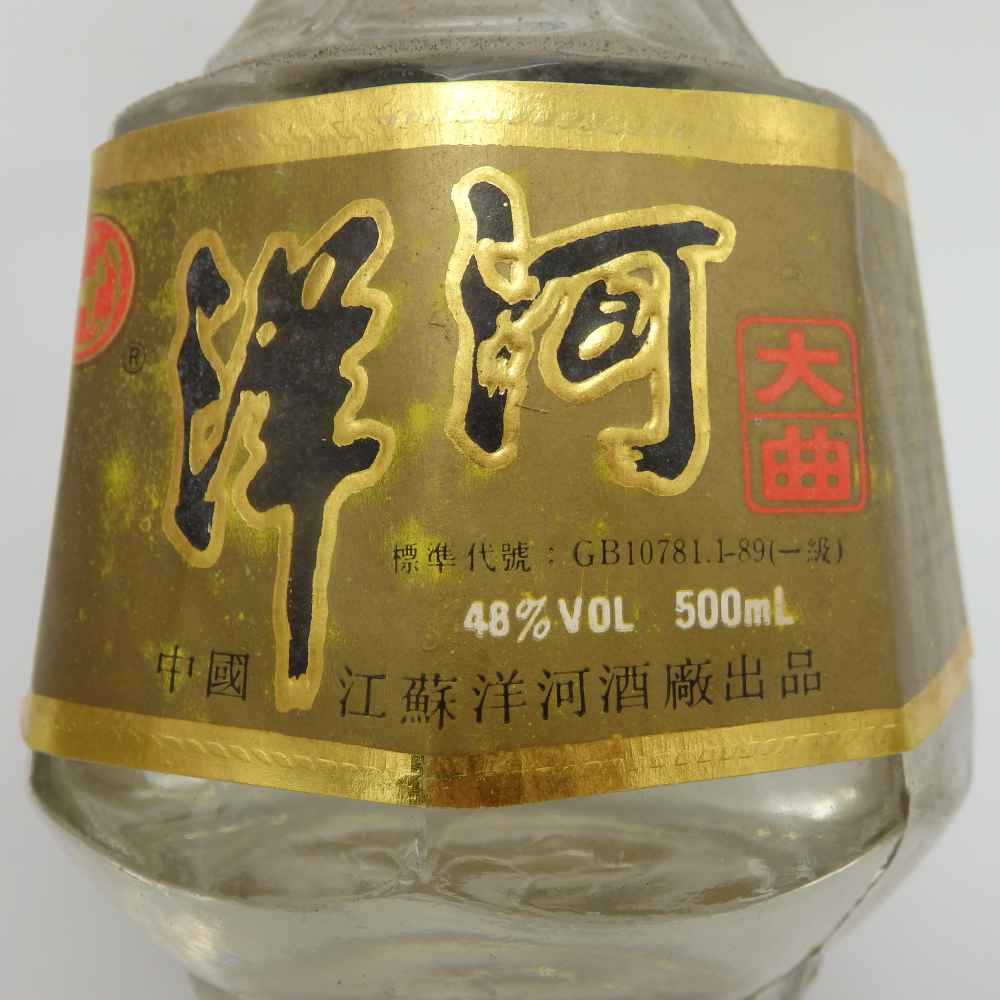 洋河
®
大曲
標準代號：GB10781.1-89(一級)
48%VOL 500mL
中國 江蘇洋河酒廠出品